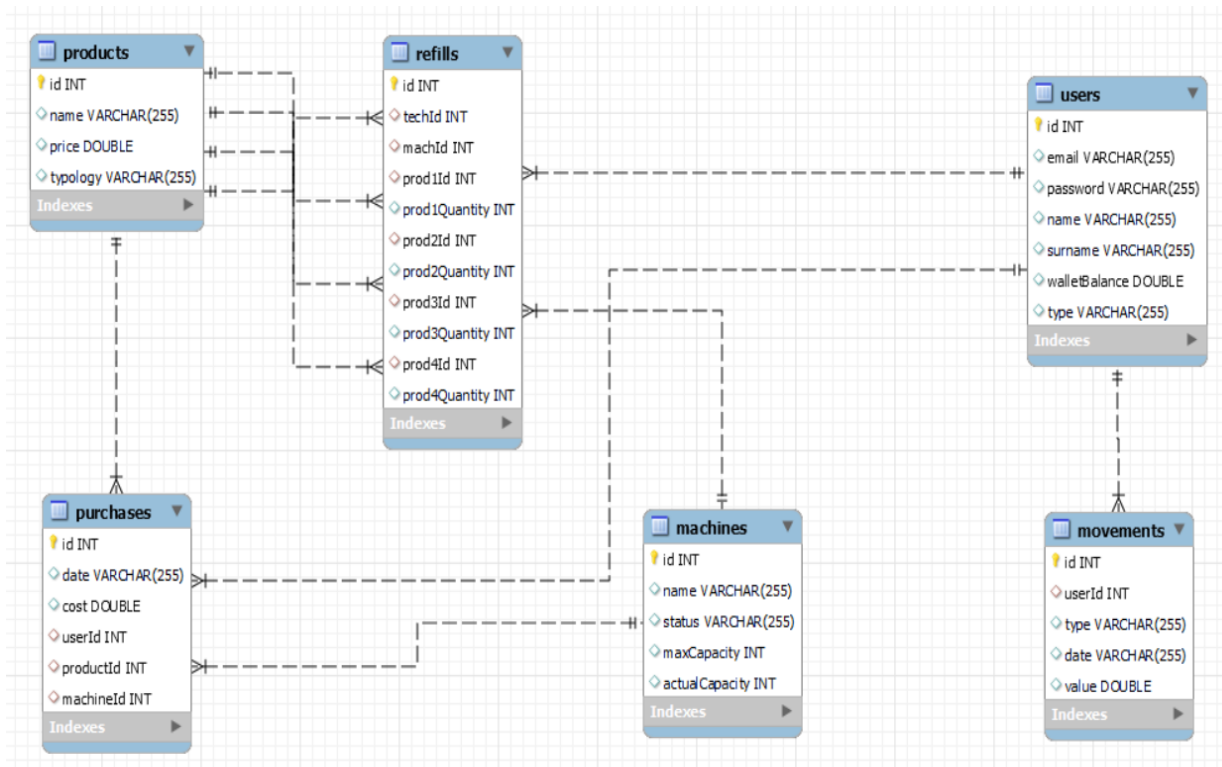 products
id INT
name VARCHAR(255)
price DOUBLE
typology VARCHAR(255)
Indexes
refills
id INT
techId INT
machId INT
prod1Id INT
prod1Quantity INT
prod2Id INT
prod2Quantity INT
prod3Id INT
prod3Quantity INT
prod4Id INT
prod4Quantity INT
Indexes
users
id INT
email VARCHAR(255)
password VARCHAR(255)
name VARCHAR(255)
surname VARCHAR(255)
walletBalance DOUBLE
type VARCHAR(255)
Indexes
purchases
id INT
date VARCHAR(255)
cost DOUBLE
userId INT
productId INT
machineId INT
Indexes
machines
id INT
name VARCHAR(255)
status VARCHAR(255)
maxCapacity INT
actualCapacity INT
Indexes
movements
id INT
userId INT
type VARCHAR(255)
date VARCHAR(255)
value DOUBLE
Indexes